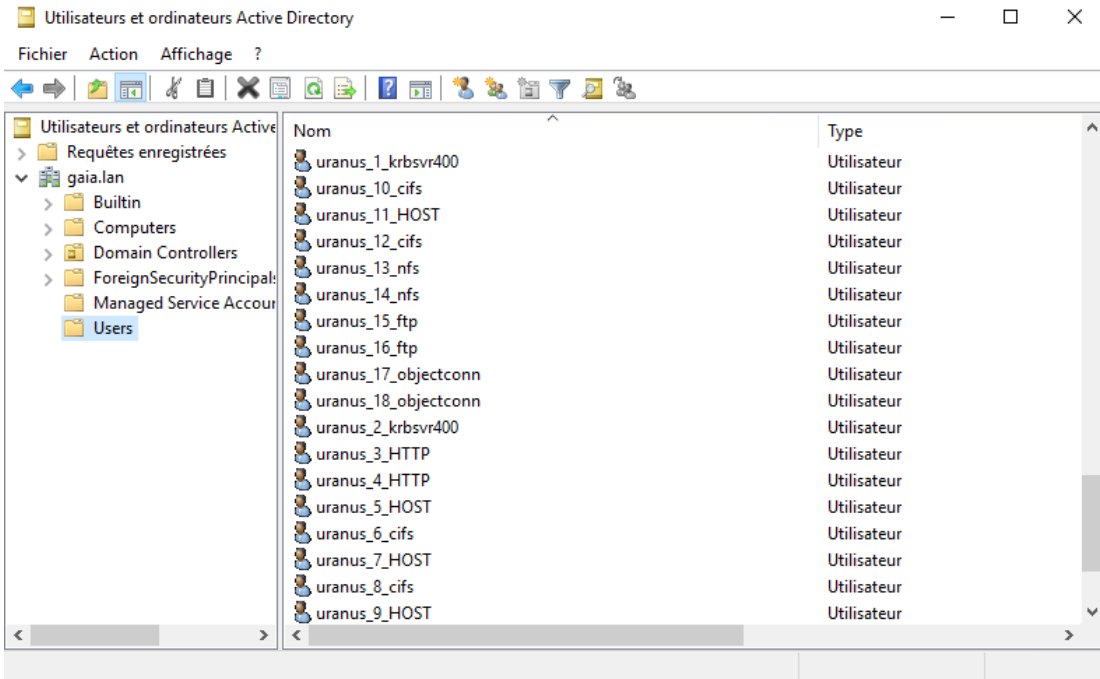 Utilisateurs et ordinateurs Active Directory
Fichier Action Affichage ?
Utilisateurs et ordinateurs Active
Requêtes enregistrées
gaia.lan
Builtin
Computers
Domain Controllers
ForeignSecurityPrincipals
Managed Service Accour
Users
Nom Type
uranus_1_krbsvr400 Utilisateur
uranus_10_cifs Utilisateur
uranus_11_HOST Utilisateur
uranus_12_cifs Utilisateur
uranus_13_nfs Utilisateur
uranus_14_nfs Utilisateur
uranus_15_ftp Utilisateur
uranus_16_ftp Utilisateur
uranus_17_objectconn Utilisateur
uranus_18_objectconn Utilisateur
uranus_2_krbsvr400 Utilisateur
uranus_3_HTTP Utilisateur
uranus_4_HTTP Utilisateur
uranus_5_HOST Utilisateur
uranus_6_cifs Utilisateur
uranus_7_HOST Utilisateur
uranus_8_cifs Utilisateur
uranus_9_HOST Utilisateur